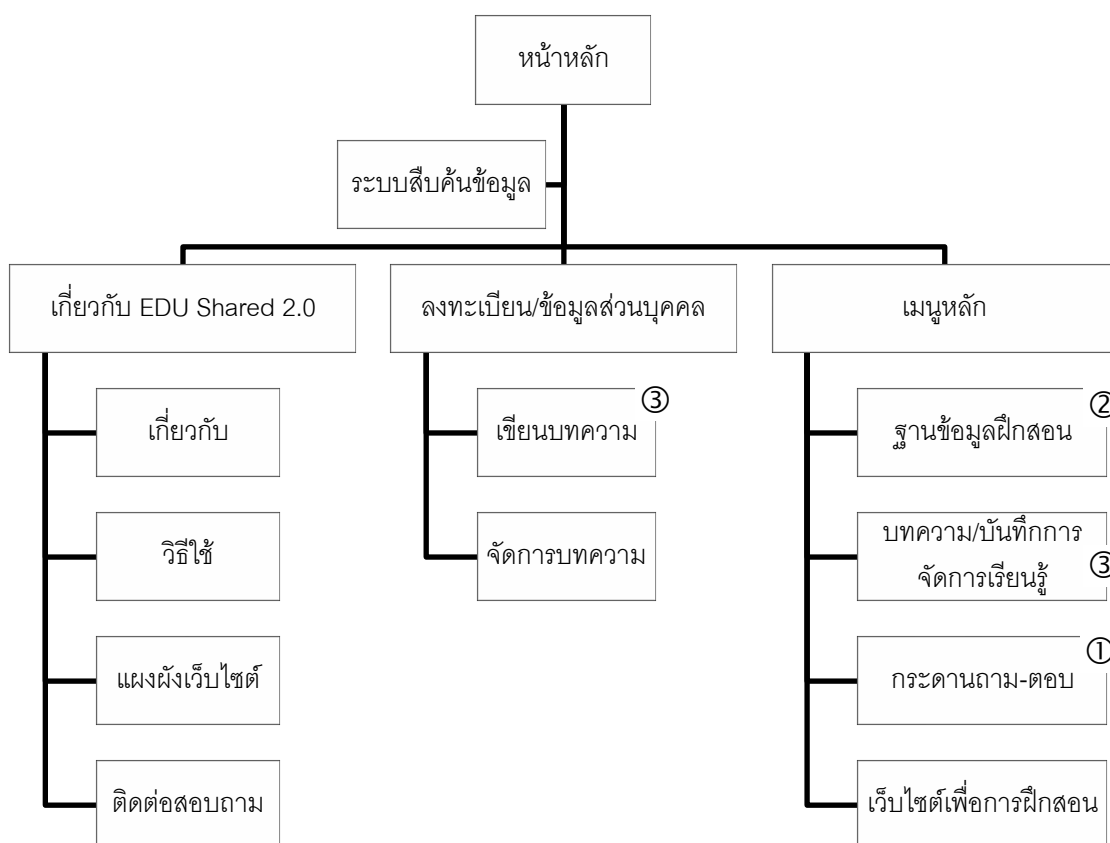 หน้าหลัก
ระบบสืบค้นข้อมูล
เกี่ยวกับ EDU Shared 2.0
เกี่ยวกับ
วิธีใช้
แผงผังเว็บไซต์
ติดต่อสอบถาม
ลงทะเบียน/ข้อมูลส่วนบุคคล
③
เขียนบทความ
จัดการบทความ
เมนูหลัก
②
ฐานข้อมูลฝึกสอน
บทความ/บันทึกการ
จัดการเรียนรู้ ③
①
กระดานถาม-ตอบ
เว็บไซต์เพื่อการฝึกสอน